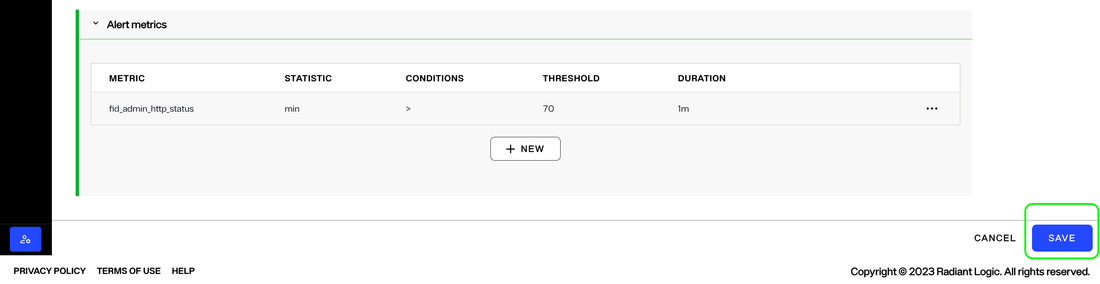 Alert metrics
METRIC STATISTIC CONDITIONS THRESHOLD DURATION
fid_admin_http_status min > 70 1m ...
+ NEW
CANCEL SAVE
PRIVACY POLICY TERMS OF USE HELP Copyright © 2023 Radiant Logic. All rights reserved.